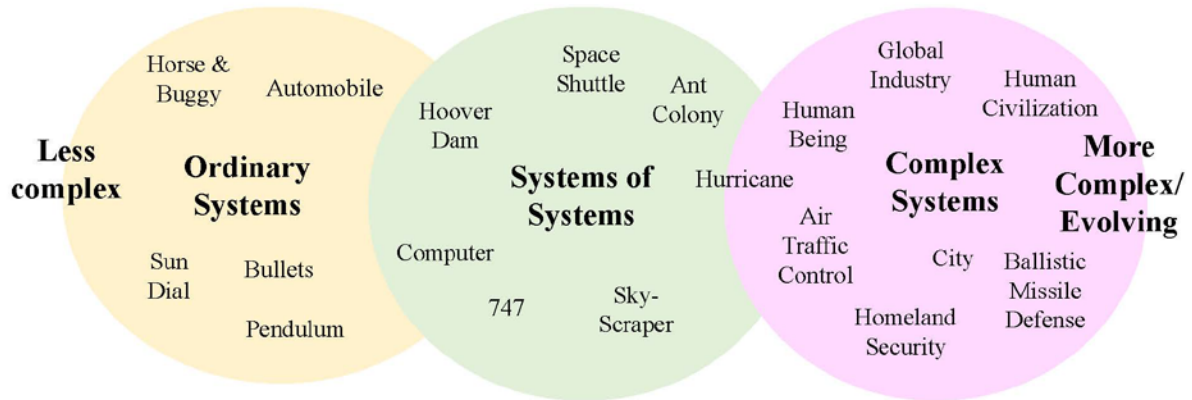 Less
complex
Horse &
Buggy
Automobile
Ordinary
Systems
Sun
Dial
Bullets
Pendulum
Hoover
Dam
Space
Shuttle
Ant
Colony
Systems of
Systems
Hurricane
Computer
747
Sky-
Scraper
Global
Industry
Human
Civilization
Human
Being
Complex
Systems
More
Complex/
Evolving
Air
Traffic
Control
City
Ballistic
Missile
Defense
Homeland
Security